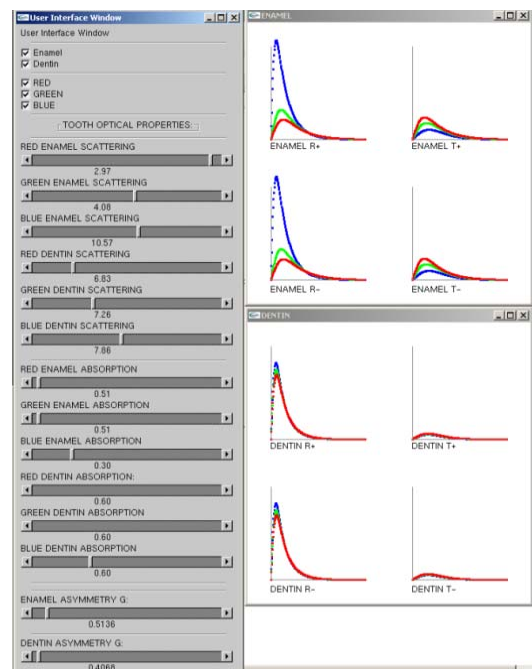 User Interface Window
User Interface Window
Enamel
Dentin
RED
GREEN
BLUE
TOOTH OPTICAL PROPERTIES:
RED ENAMEL SCATTERING
2.97
GREEN ENAMEL SCATTERING
4.08
BLUE ENAMEL SCATTERING
10.57
RED DENTIN SCATTERING
6.83
GREEN DENTIN SCATTERING
7.26
BLUE DENTIN SCATTERING
7.86
RED ENAMEL ABSORPTION
0.51
GREEN ENAMEL ABSORPTION
0.51
BLUE ENAMEL ABSORPTION
0.30
RED DENTIN ABSORPTION:
0.60
GREEN DENTIN ABSORPTION
0.60
BLUE DENTIN ABSORPTION
0.60
ENAMEL ASYMMETRY G:
0.5136
DENTIN ASYMMETRY G:
0.4068
ENAMEL
ENAMEL R+
ENAMEL T+
ENAMEL R−
ENAMEL T−
DENTIN
DENTIN R+
DENTIN T+
DENTIN R−
DENTIN T−